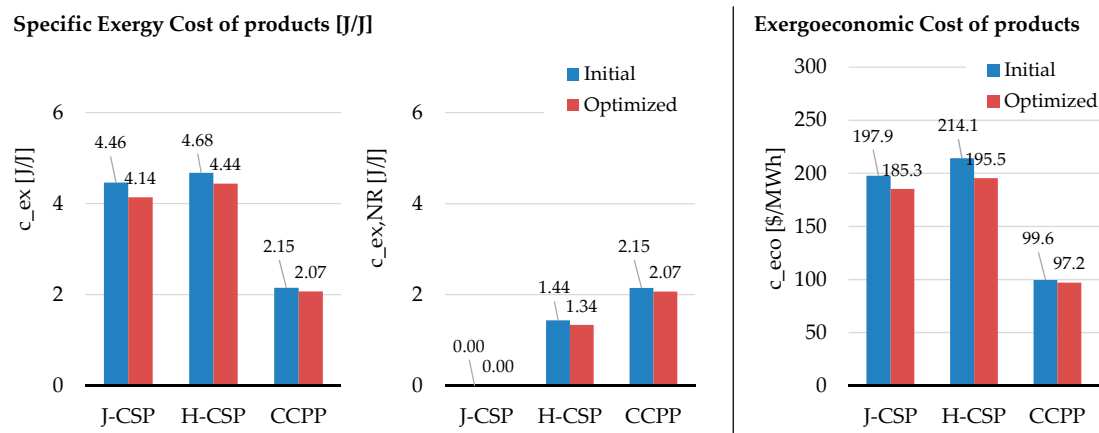 Specific Exergy Cost of products [J/J]
c_ex [J/J]
6
4
2
0
4.46
4.14
4.68
4.44
2.15
2.07
J-CSP H-CSP CCPP
Initial
Optimized
c_ex,NR [J/J]
6
4
2
0
0.00
0.00
1.44
1.34
2.15
2.07
J-CSP H-CSP CCPP
Exergoeconomic Cost of products
Initial
Optimized
c_eco [$/MWh]
300
250
200
150
100
50
0
197.9
185.3
214.1
195.5
99.6
97.2
J-CSP H-CSP CCPP